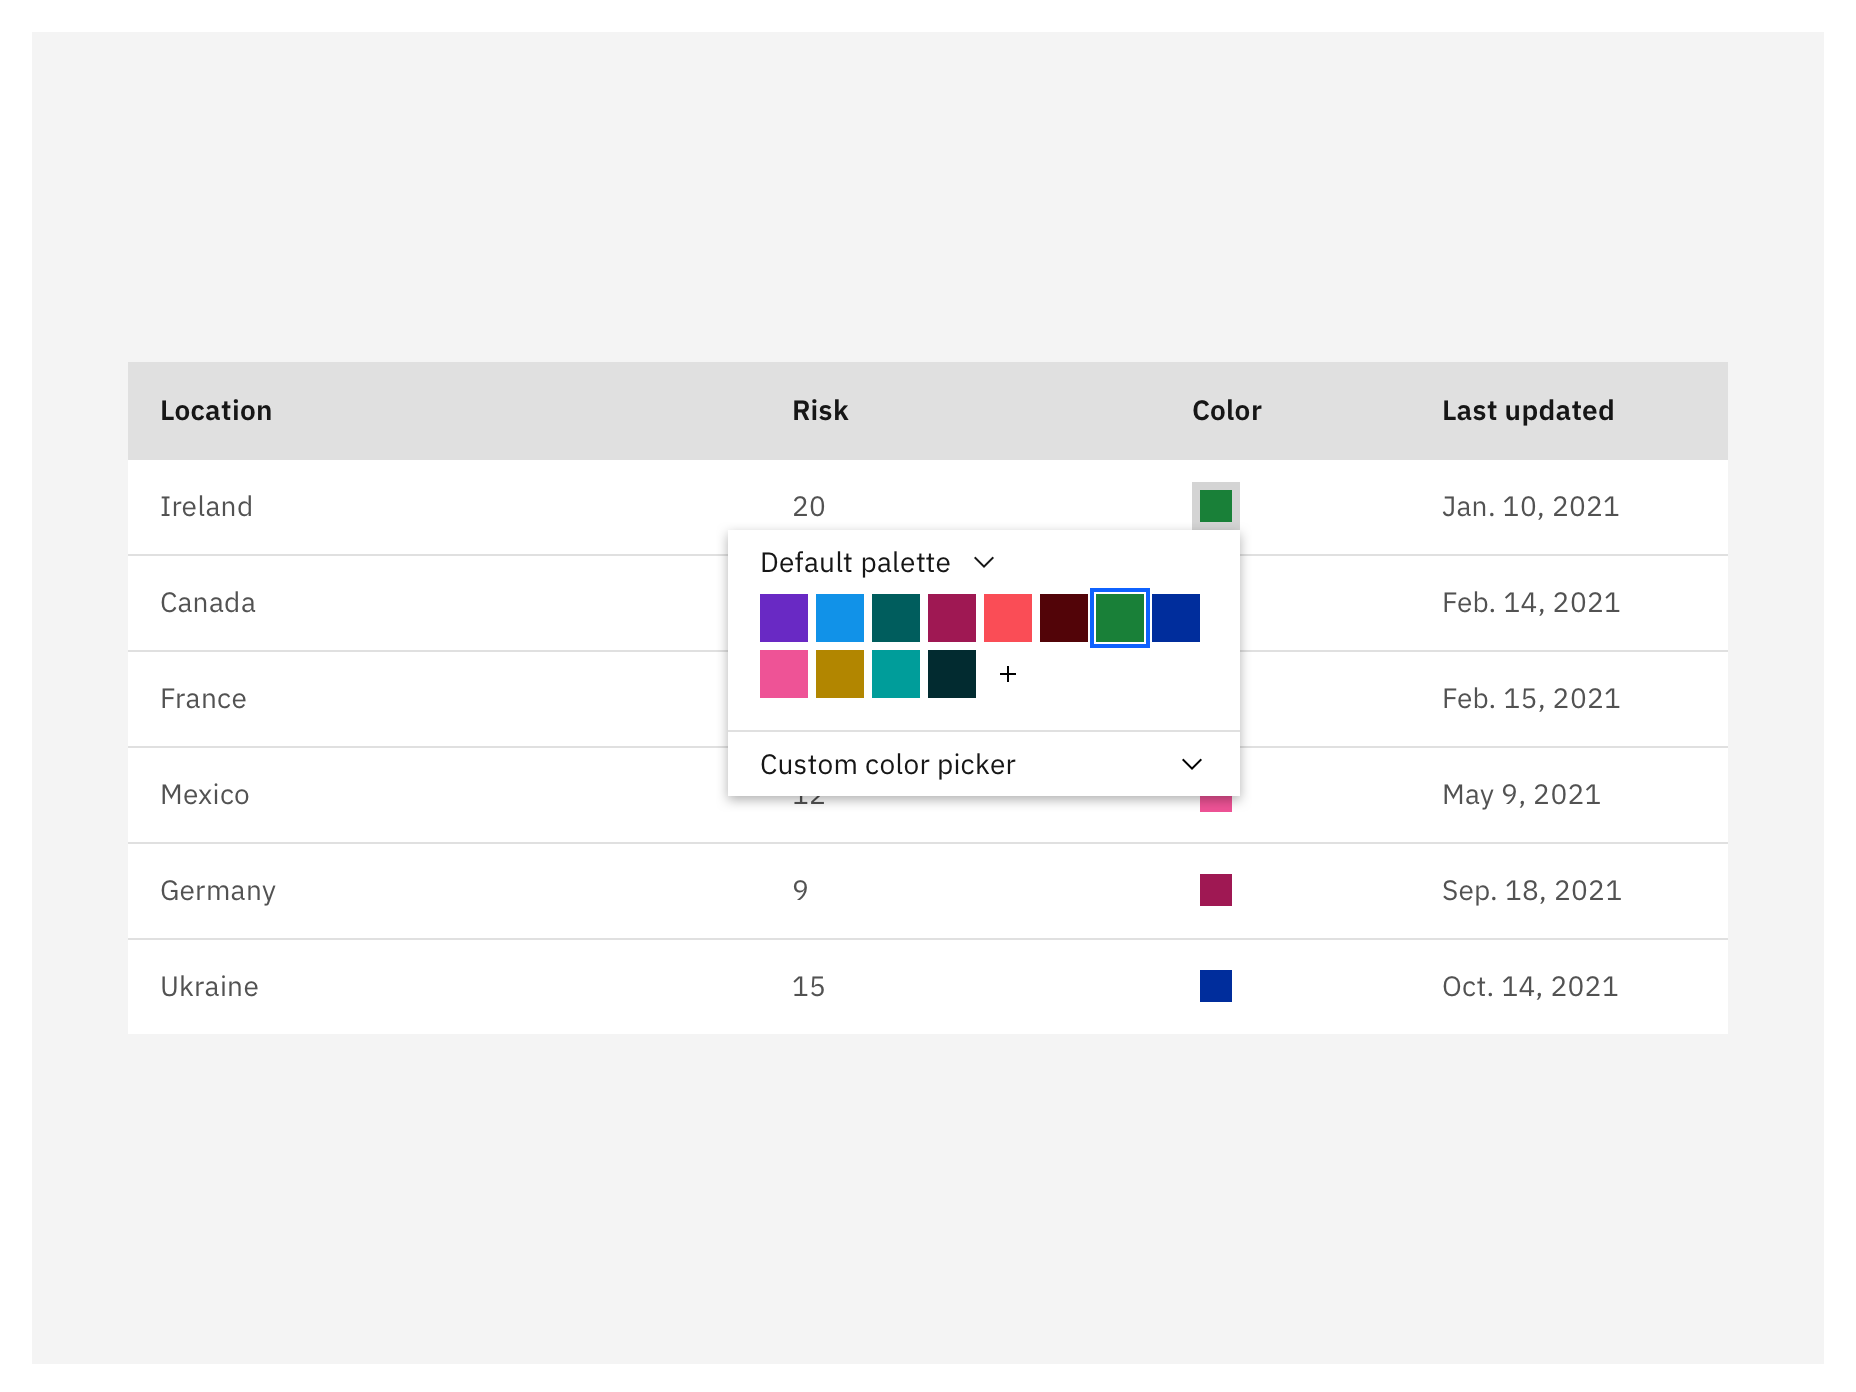 Location Risk Color Last updated
Ireland 20 Jan. 10, 2021
Default palette
Canada Feb. 14, 2021
France Feb. 15, 2021
Custom color picker
Mexico 12 May 9, 2021
Germany 9 Sep. 18, 2021
Ukraine 15 Oct. 14, 2021